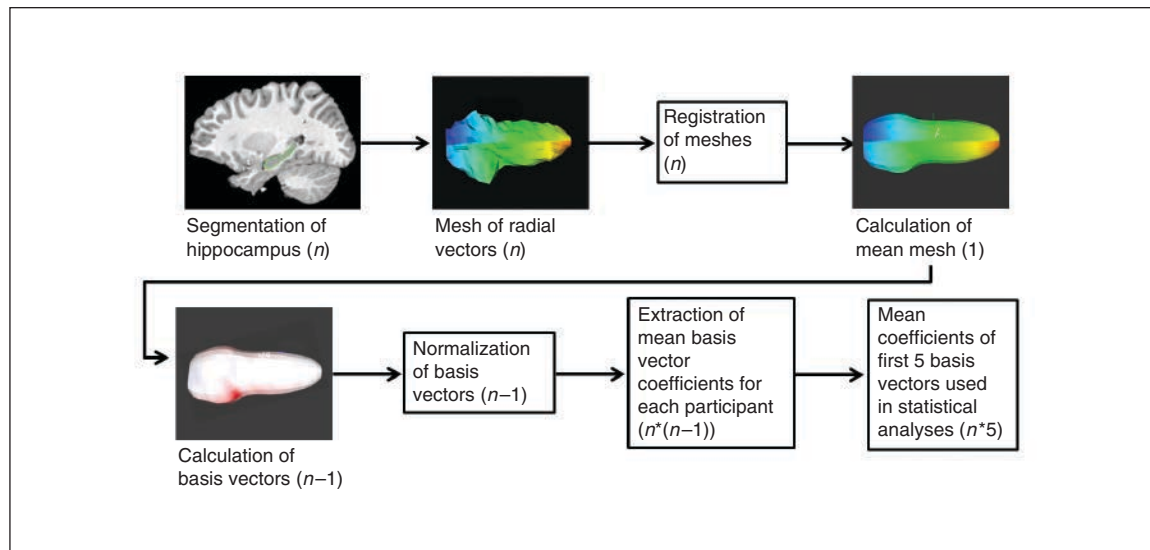 Segmentation of
hippocampus (n)
Mesh of radial
vectors (n)
Registration
of meshes
(n)
Calculation of
mean mesh (1)
Calculation of
basis vectors (n–1)
Normalization
of basis
vectors (n–1)
Extraction of
mean basis
vector
coefficients for
each participant
(n*(n–1))
Mean
coefficients of
first 5 basis
vectors used
in statistical
analyses (n*5)